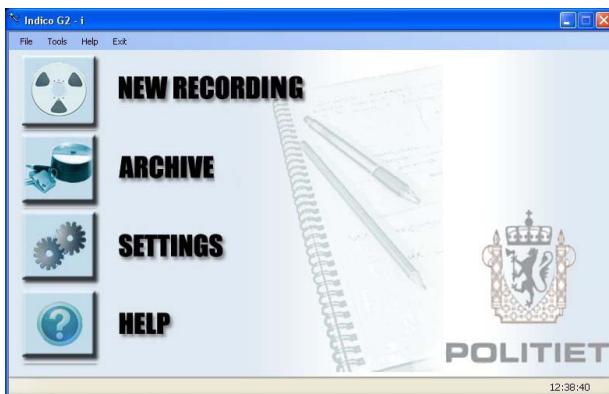 Indico G2 - i
File Tools Help Exit
NEW RECORDING
ARCHIVE
SETTINGS
HELP
POLITIET
12:38:40